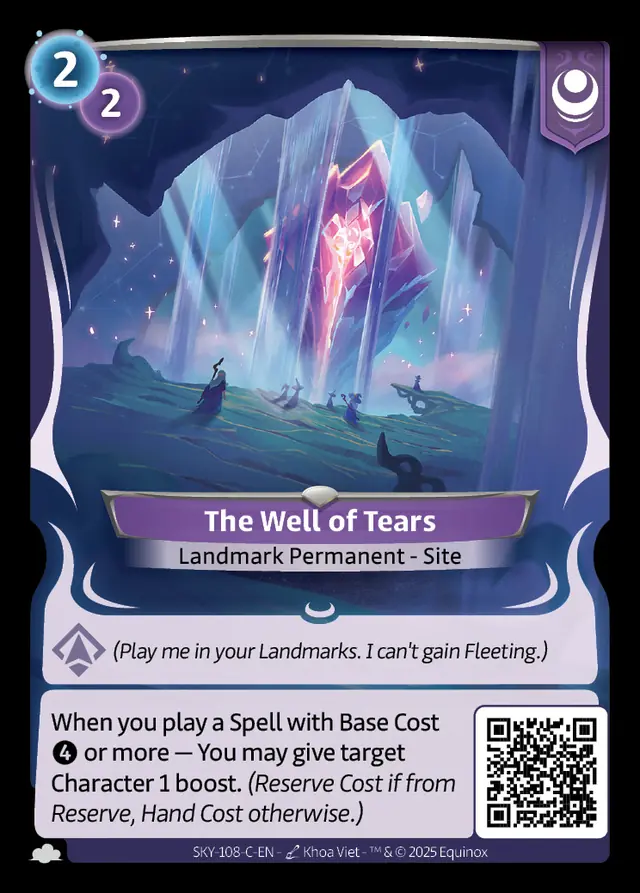 2
2
The Well of Tears
Landmark Permanent - Site
(Play me in your Landmarks. I can't gain Fleeting.)
When you play a Spell with Base Cost
4 or more — You may give target
Character 1 boost. (Reserve Cost if from
Reserve, Hand Cost otherwise.)
SKY-108-C-EN - Khoa Viet - ™ & © 2025 Equinox